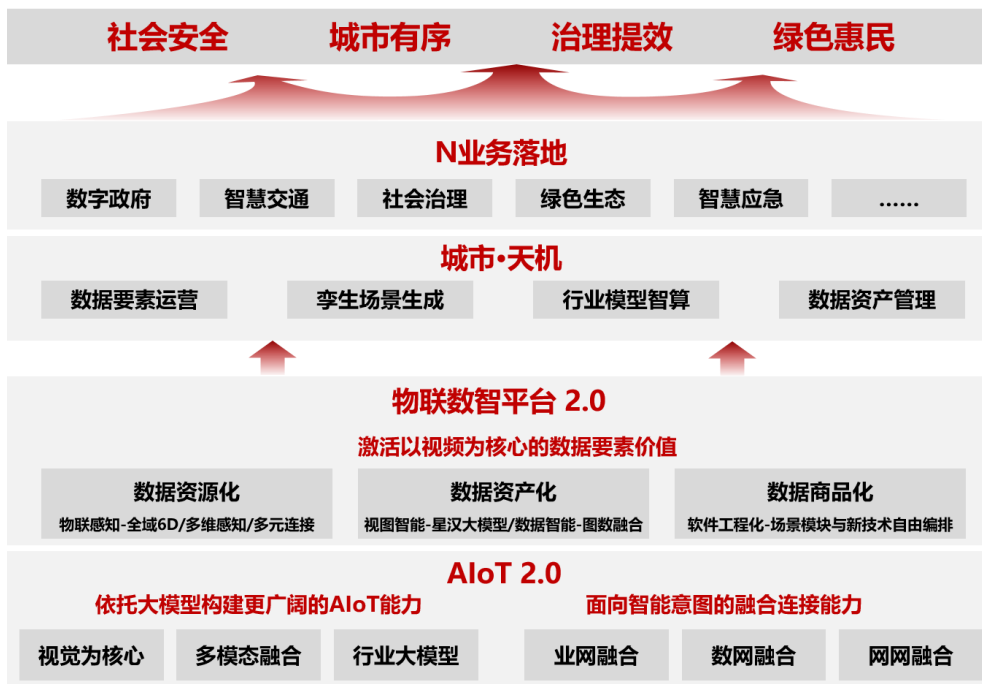 社会安全 城市有序 治理提效 绿色惠民
N业务落地
数字政府 智慧交通 社会治理 绿色生态 智慧应急 ……
城市·天机
数据要素运营 孪生场景生成 行业模型智算 数据资产管理
物联数智平台 2.0
激活以视频为核心的数据要素价值
数据资源化 数据资产化 数据商品化
物联感知-全域6D/多维感知/多元连接 视图智能-星汉大模型/数据智能-图数融合 软件工程化-场景模块与新技术自由编排
AIoT 2.0
依托大模型构建更广阔的AIoT能力 面向智能意图的融合连接能力
视觉为核心 多模态融合 行业大模型 业网融合 数网融合 网网融合